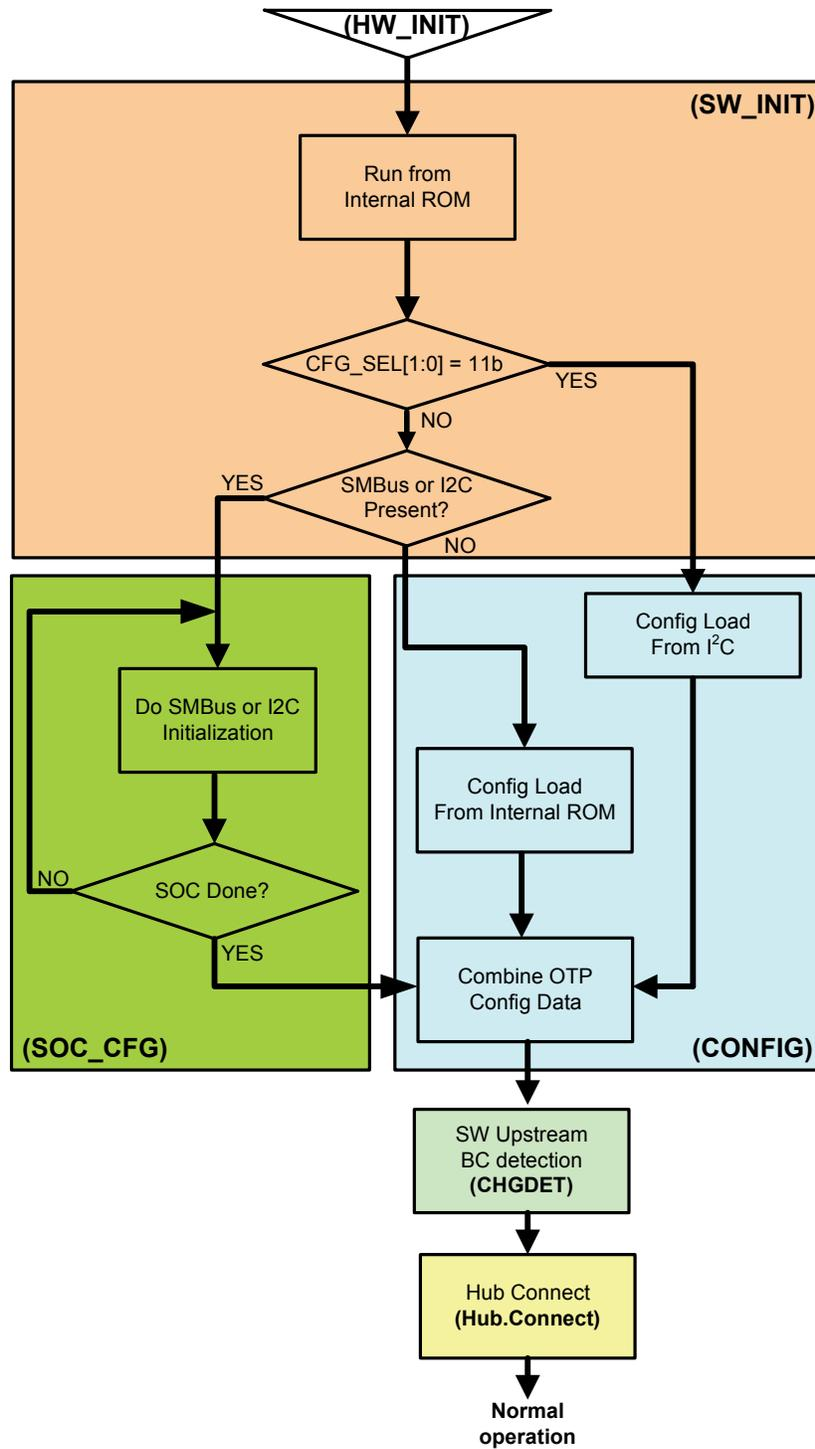 (HW_INIT)
(SW_INIT)
Run from
Internal ROM
CFG_SEL[1:0] = 11b
YES
NO
YES
SMBus or I2C
Present?
NO
Config Load
From I²C
Do SMBus or I2C
Initialization
Config Load
From Internal ROM
NO
SOC Done?
YES
Combine OTP
Config Data
(SOC_CFG)
(CONFIG)
SW Upstream
BC detection
(CHGDET)
Hub Connect
(Hub.Connect)
Normal
operation